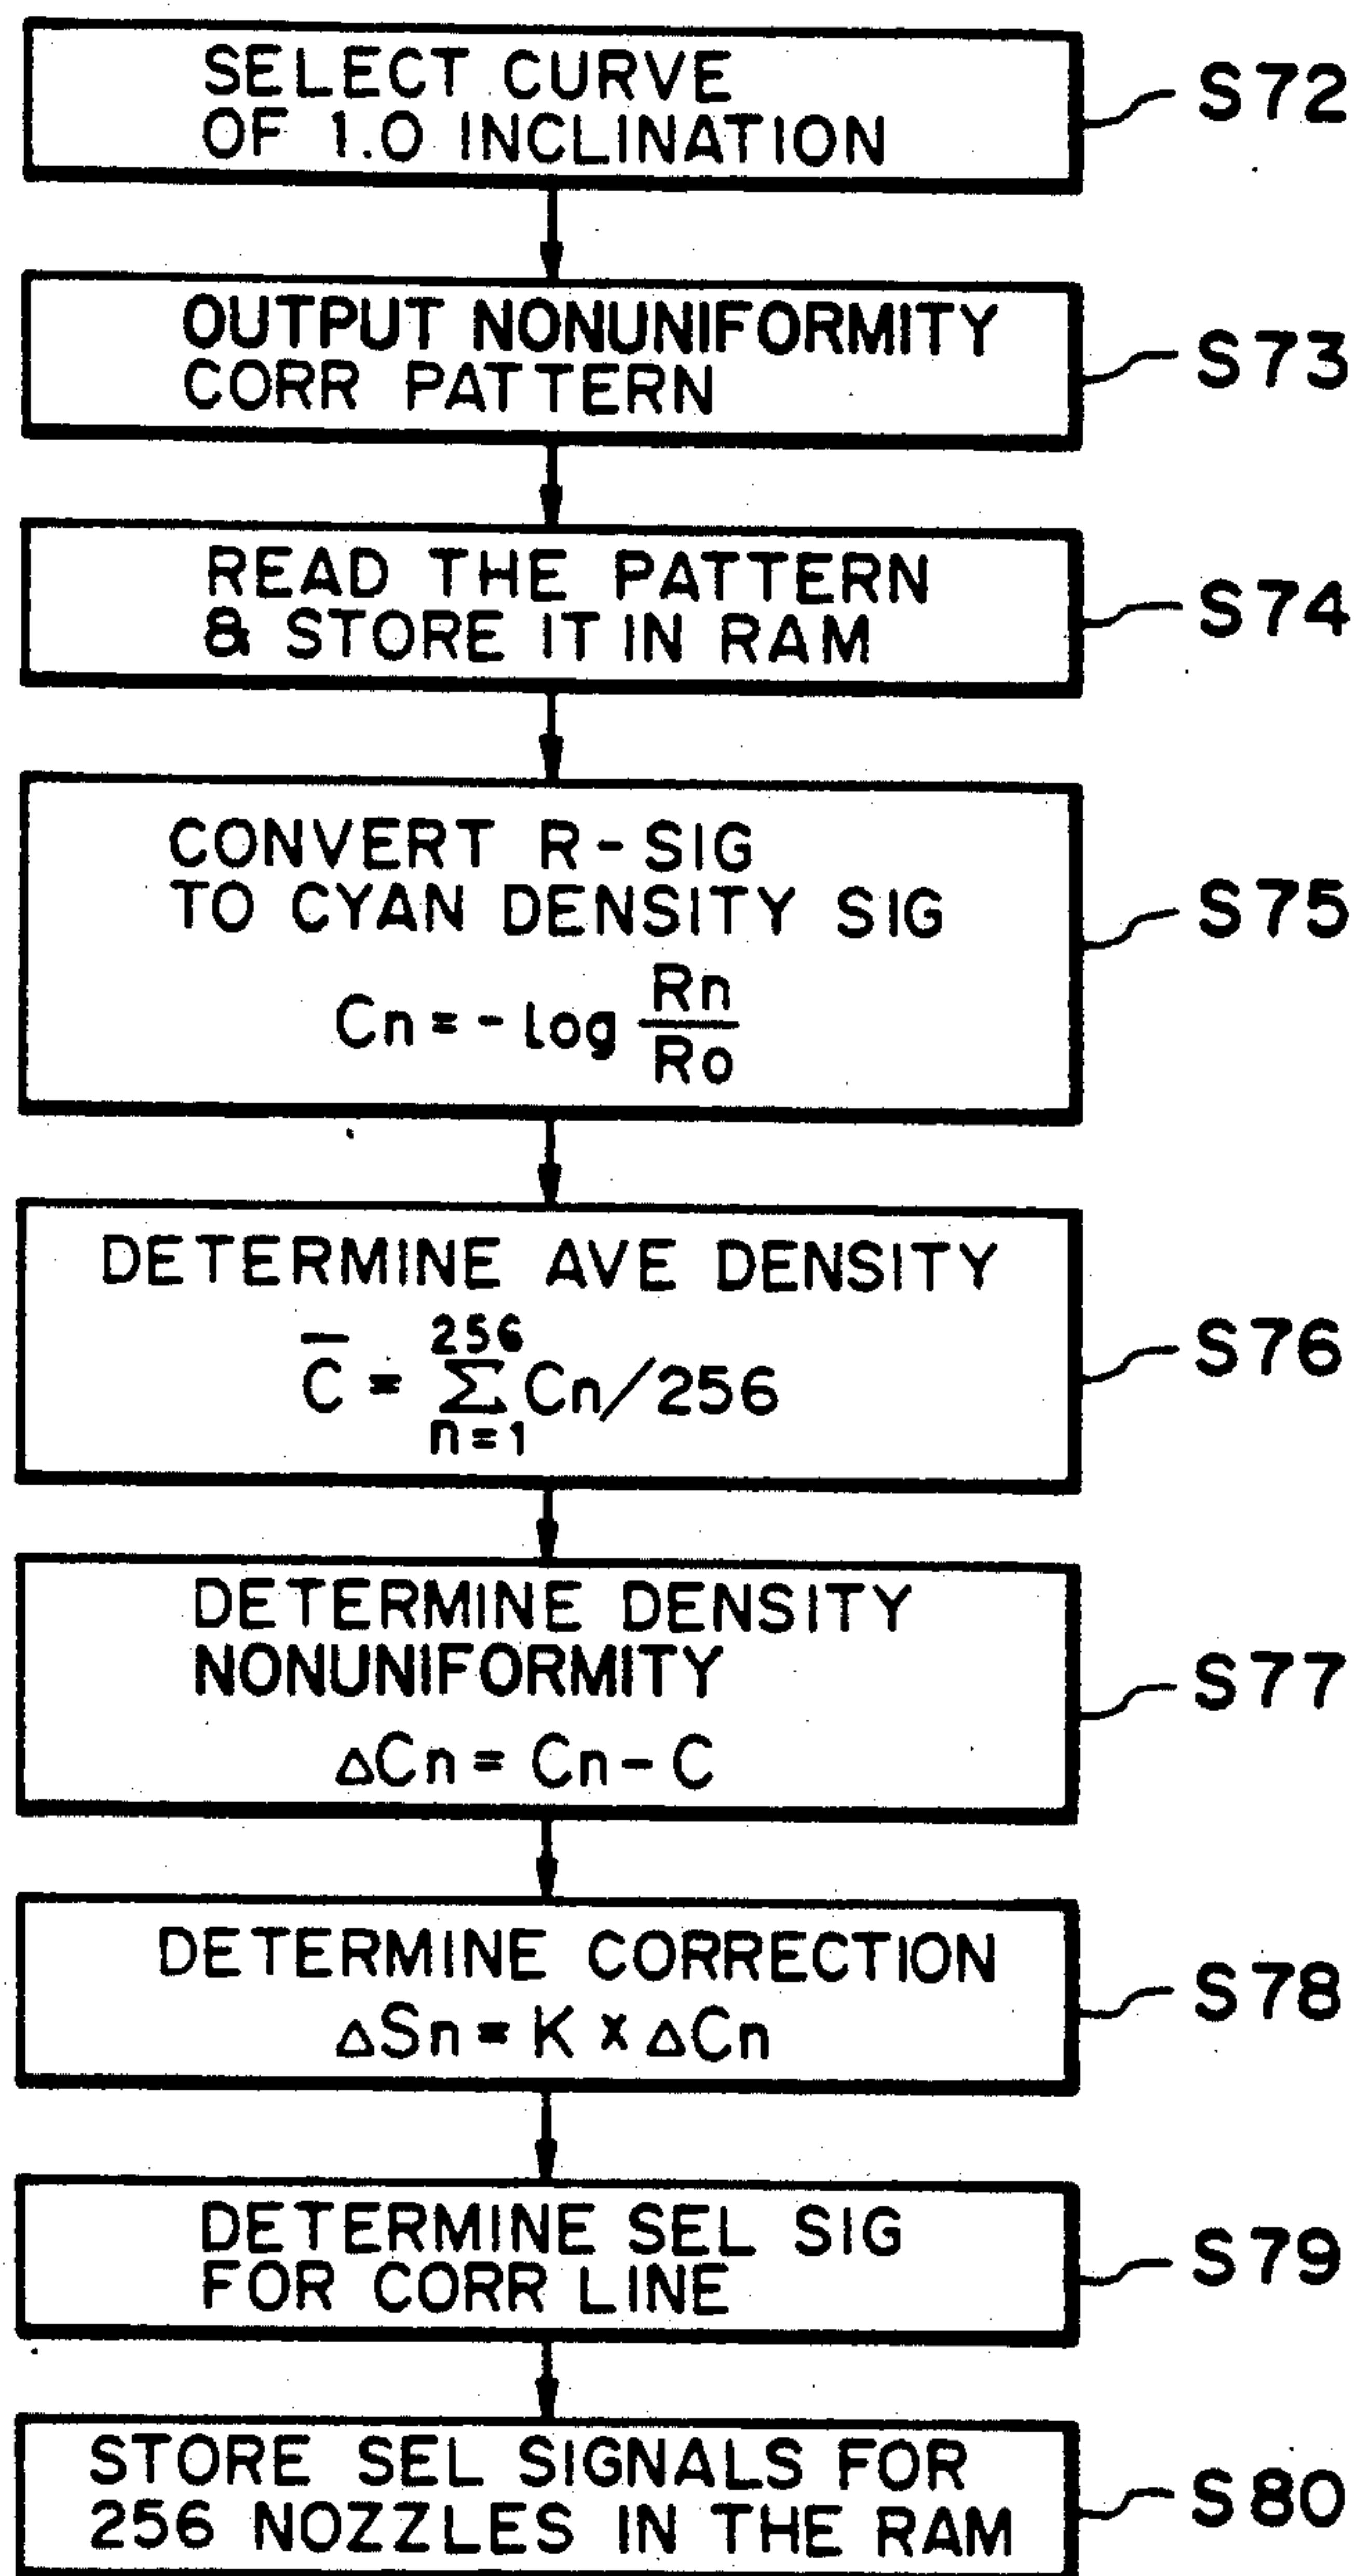 SELECT CURVE
OF 1.0 INCLINATION
S72
OUTPUT NONUNIFORMITY
CORR PATTERN
S73
READ THE PATTERN
& STORE IT IN RAM
S74
CONVERT R-SIG
TO CYAN DENSITY SIG
Cn = - log Rn/Ro
S75
DETERMINE AVE DENSITY
C̅ = 256 Σ n=1 Cn/256
S76
DETERMINE DENSITY
NONUNIFORMITY
ΔCn = Cn - C
S77
DETERMINE CORRECTION
ΔSn = K x ΔCn
S78
DETERMINE SEL SIG
FOR CORR LINE
S79
STORE SEL SIGNALS FOR
256 NOZZLES IN THE RAM
S80